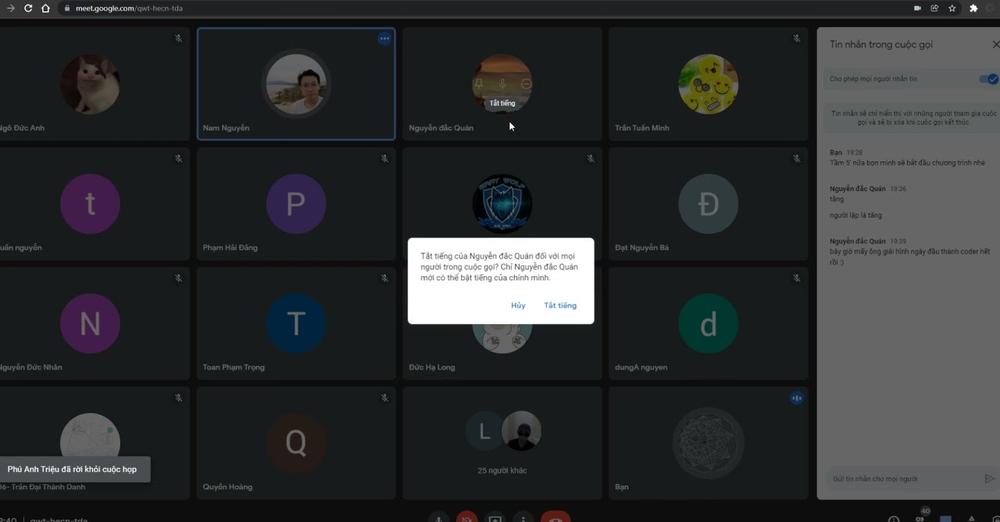 meet.google.com/qwt-hecn-tda
Tin nhắn trong cuộc gọi
Cho phép mọi người nhắn tin
Tin nhắn sẽ chỉ hiển thị với những người tham gia cuộc
gọi và sẽ bị xóa khi cuộc gọi kết thúc.
Tắt tiếng
Ngô Đức Anh
Nam Nguyễn
Nguyễn đắc Quán
Trần Tuấn Minh
Bạn 19:28
Tầm 5' nữa bọn mình sẽ bắt đầu chương trình nhé
Nguyễn đắc Quán 19:36
tăng
người lập là tăng
Nguyễn đắc Quán 19:39
bây giờ mấy ông giải hình ngày đầu thành coder hết
rồi :)
t
P
Đ
uấn nguyễn
Phạm Hải Đăng
Đạt Nguyễn Bá
Tắt tiếng của Nguyễn đắc Quán đối với mọi
người trong cuộc gọi? Chỉ Nguyễn đắc Quán
mới có thể bật tiếng của chính mình.
Hủy Tắt tiếng
N
T
d
Nguyễn Đức Nhân
Toan Phạm Trọng
Đức Hạ Long
dungA nguyen
Q
L
Phú Anh Triệu đã rời khỏi cuộc họp
06- Trần Đại Thành Danh
Quyền Hoàng
25 người khác
Bạn
Gửi tin nhắn cho mọi người
qwt-hecn-tda
40